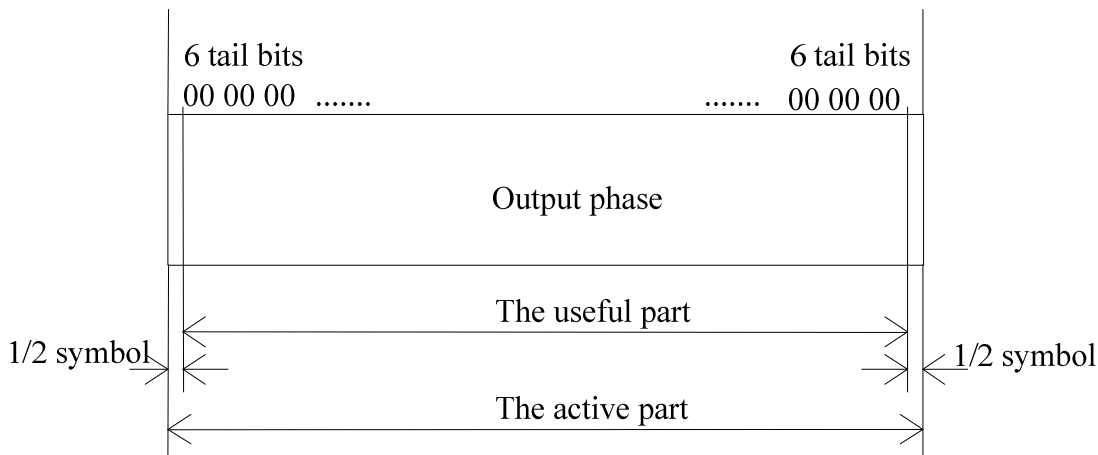 6 tail bits
6 tail bits
00 00 00 .......
....... 00 00 00
Output phase
The useful part
1/2 symbol
1/2 symbol
The active part